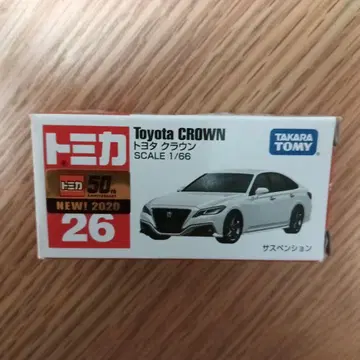 トミカ
Toyota CROWN
トヨタ クラウン
SCALE 1/66
TAKARA
TOMY
トミカ 50th
ANNIVERSARY
NEW! 2020
26
サスペンション